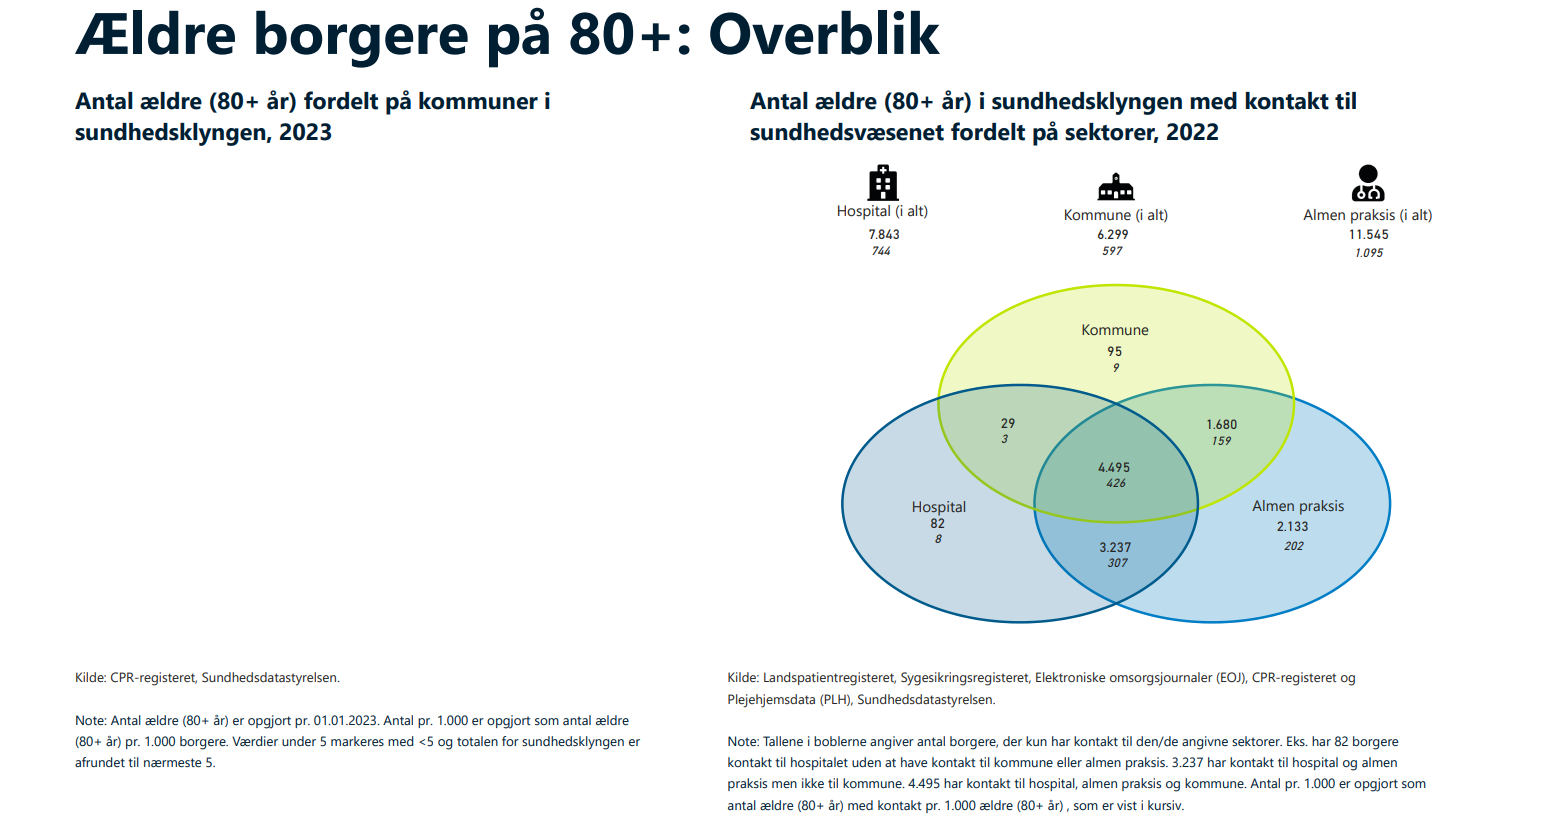 Ældre borgere på 80+: Overblik
Antal ældre (80+ år) fordelt på kommuner i
sundhedsklyngen, 2023
Antal ældre (80+ år) i sundhedsklyngen med kontakt til
sundhedsvæsenet fordelt på sektorer, 2022
Hospital (i alt)
7.843
744
Kommune (i alt)
6.299
597
Almen praksis (i alt)
11.545
1.095
Kommune
95
9
29
3
1.680
159
4.495
426
Hospital
82
8
Almen praksis
2.133
202
3.237
307
Kilde: CPR-registeret, Sundhedsdatastyrelsen.
Note: Antal ældre (80+ år) er opgjort pr. 01.01.2023. Antal pr. 1.000 er opgjort som antal ældre
(80+ år) pr. 1.000 borgere. Værdier under 5 markeres med <5 og totalen for sundhedsklyngen er
afrundet til nærmeste 5.
Kilde: Landspatientregisteret, Sygesikringsregisteret, Elektroniske omsorgsjournaler (EOJ), CPR-registeret og
Plejehjemsdata (PLH), Sundhedsdatastyrelsen.
Note: Tallene i boblerne angiver antal borgere, der kun har kontakt til den/de angivne sektorer. Eks. har 82 borgere
kontakt til hospitalet uden at have kontakt til kommune eller almen praksis. 3.237 har kontakt til hospital og almen
praksis men ikke til kommune. 4.495 har kontakt til hospital, almen praksis og kommune. Antal pr. 1.000 er opgjort som
antal ældre (80+ år) med kontakt pr. 1.000 ældre (80+ år) , som er vist i kursiv.